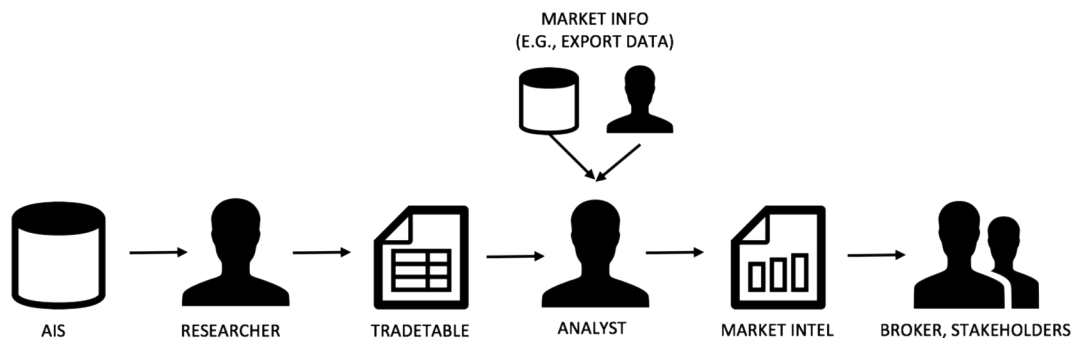 MARKET INFO
(E.G., EXPORT DATA)
AIS
RESEARCHER
TRADETABLE
ANALYST
MARKET INTEL
BROKER, STAKEHOLDERS